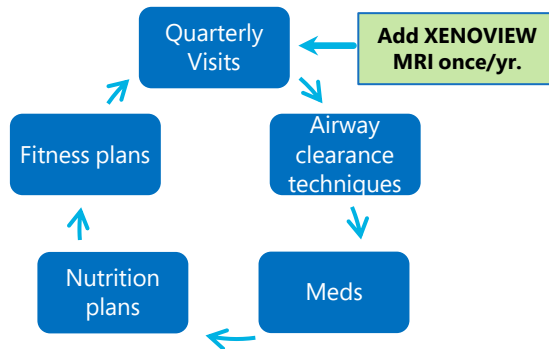 Quarterly
Visits
Add XENOVIEW
MRI once/yr.
Airway
clearance
techniques
Fitness plans
Nutrition
plans
Meds